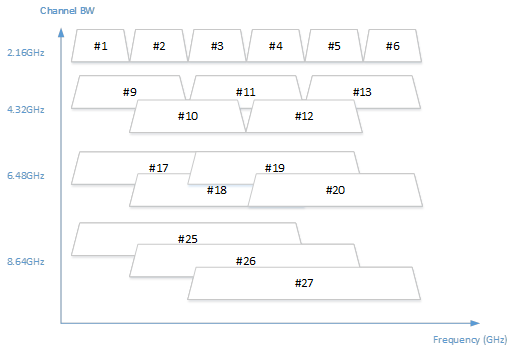 Channel BW
2.16GHz
#1 #2 #3 #4 #5 #6
#9 #11 #13
4.32GHz
#10 #12
#17 #19
6.48GHz
#18 #20
#25
8.64GHz
#26
#27
Frequency (GHz)